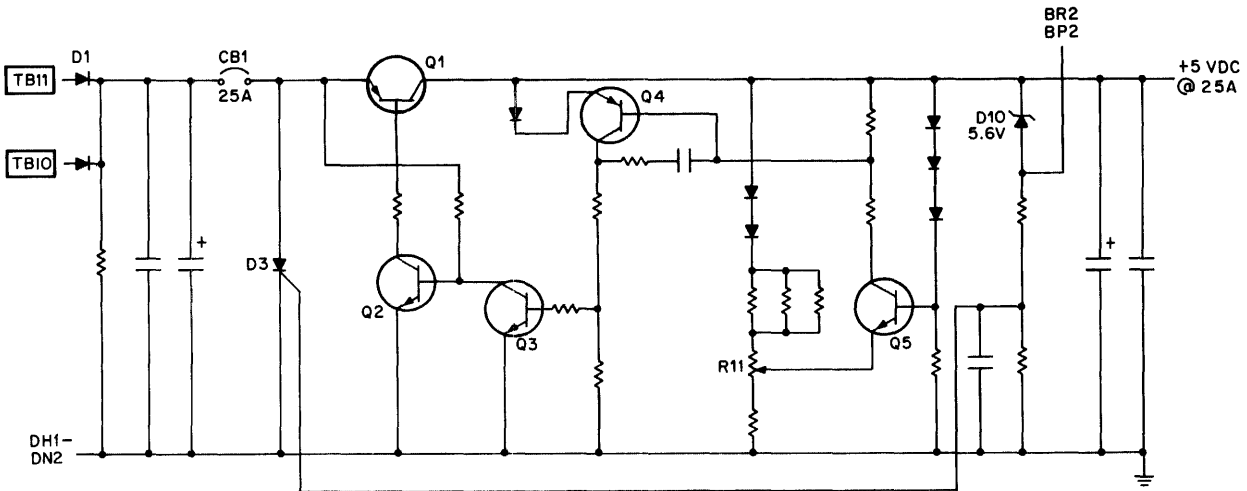 BR2
BP2
D1
CB1
Q1
TB11
25A
Q4
+5 VDC
@ 25A
D10
5.6V
TB10
+
+
D3
Q2
Q3
Q5
R11
DH1-
DN2